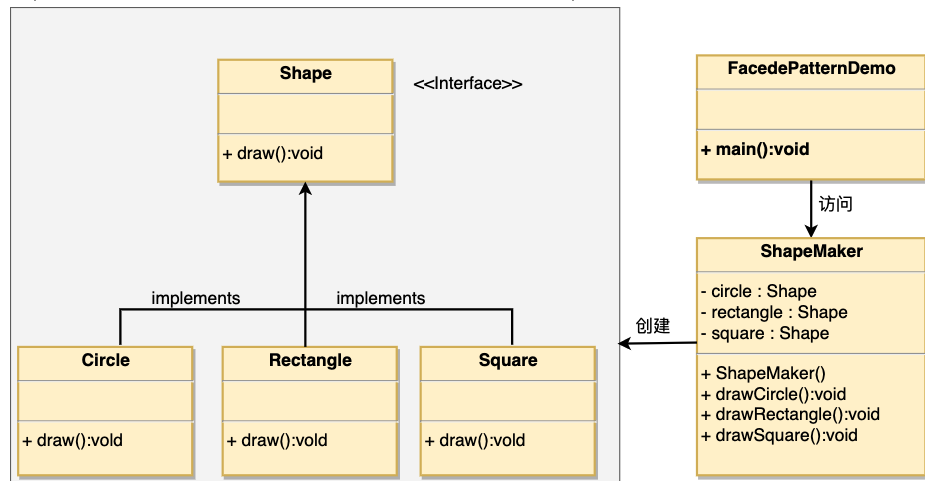 Shape
<<Interface>>
+ draw():void
FacedePatternDemo
+ main():void
访问
ShapeMaker
- circle : Shape
- rectangle : Shape
- square : Shape
+ ShapeMaker()
+ drawCircle():void
+ drawRectangle():void
+ drawSquare():void
创建
implements
implements
Circle
+ draw():vold
Rectangle
+ draw():vold
Square
+ draw():vold